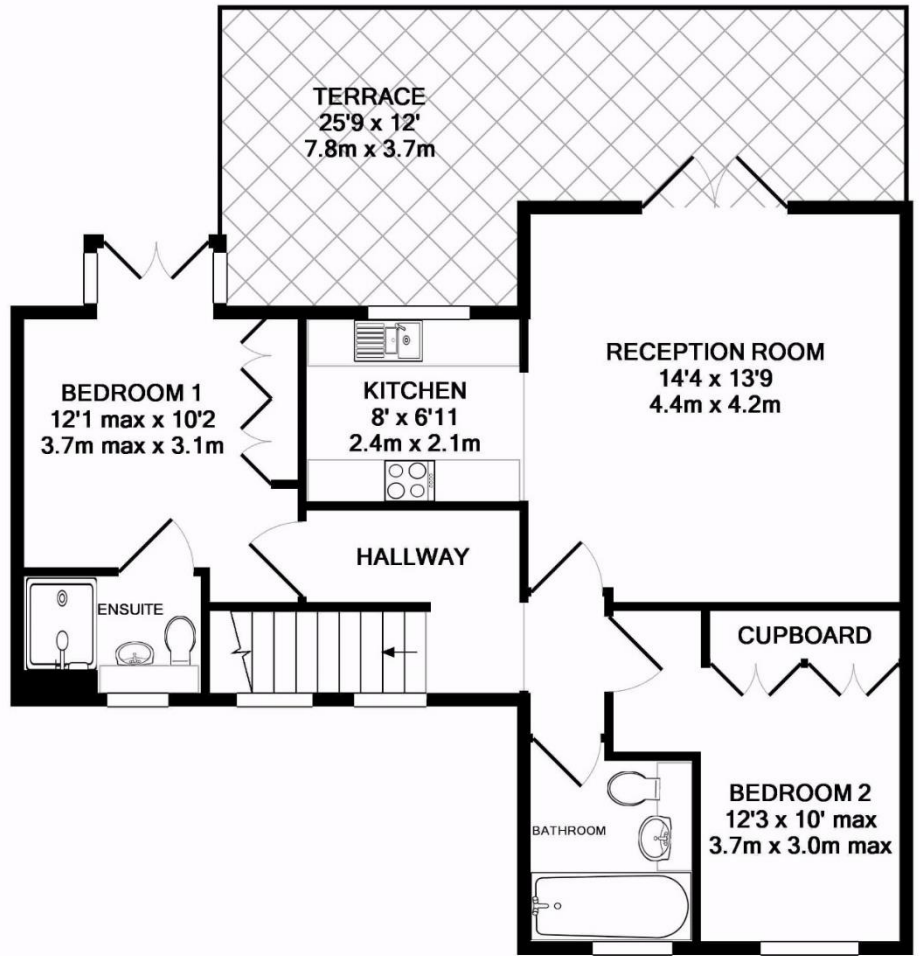 TERRACE
25'9 x 12'
7.8m x 3.7m
BEDROOM 1
12'1 max x 10'2
3.7m max x 3.1m
KITCHEN
8' x 6'11
2.4m x 2.1m
RECEPTION ROOM
14'4 x 13'9
4.4m x 4.2m
HALLWAY
ENSUITE
CUPBOARD
BEDROOM 2
12'3 x 10' max
3.7m x 3.0m max
BATHROOM